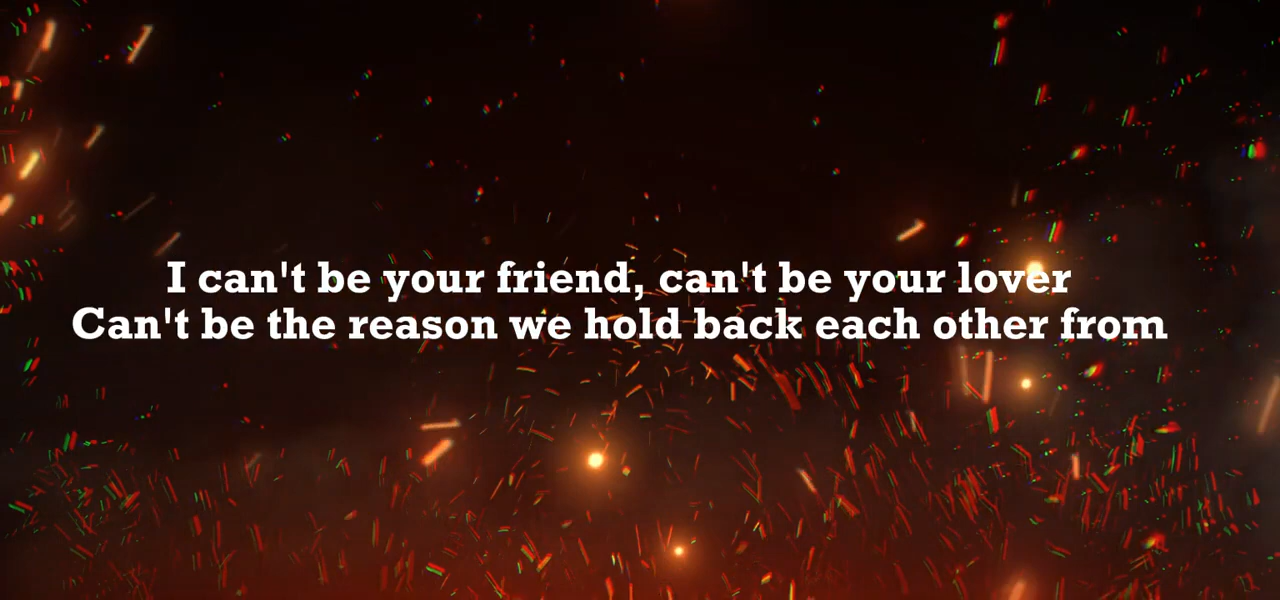 I can't be your friend, can't be your lover
Can't be the reason we hold back each other from